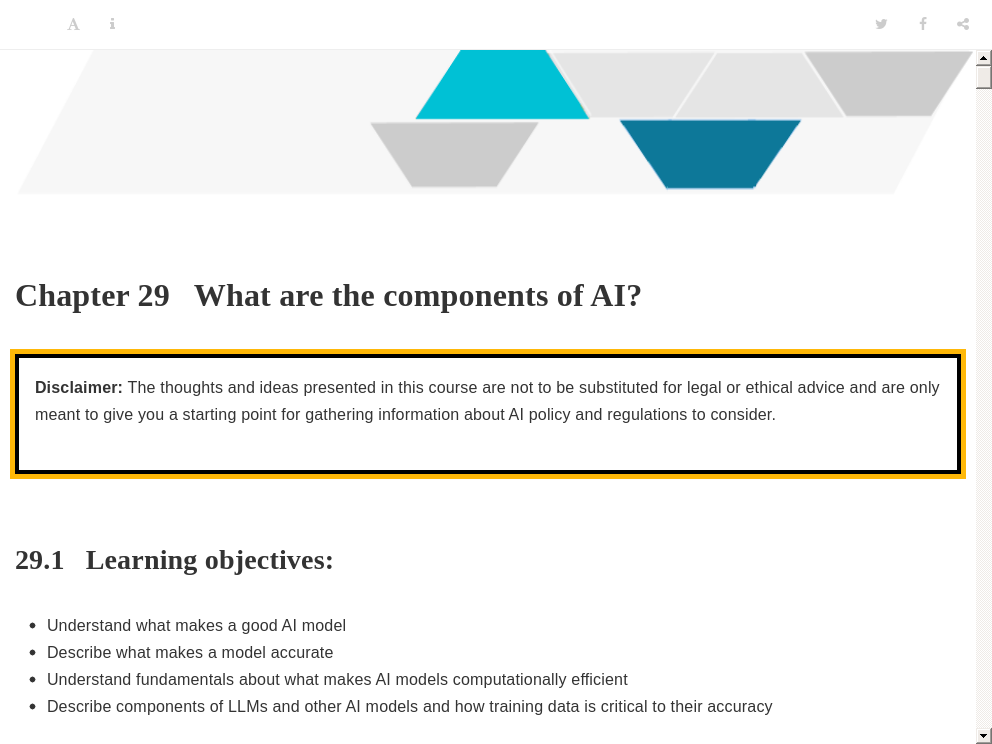 Chapter 29 What are the components of AI?
Disclaimer: The thoughts and ideas presented in this course are not to be substituted for legal or ethical advice and are only
meant to give you a starting point for gathering information about AI policy and regulations to consider.
29.1 Learning objectives:
• Understand what makes a good AI model
• Describe what makes a model accurate
• Understand fundamentals about what makes AI models computationally efficient
• Describe components of LLMs and other AI models and how training data is critical to their accuracy